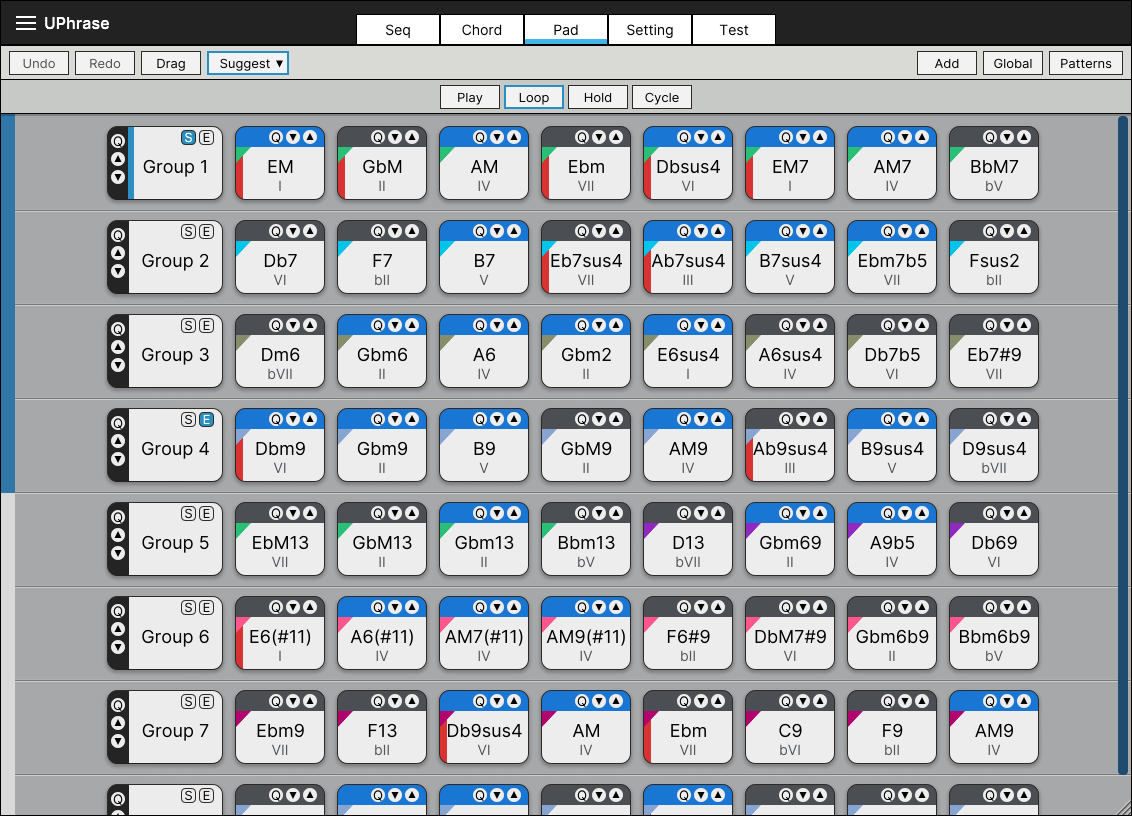 UPhrase
Seq Chord Pad Setting Test
Undo Redo Drag Suggest ▾ Add Global Patterns
Play Loop Hold Cycle
Q S E Q Q Q Q Q Q Q Q
Group 1 EM GbM AM Ebm Dbsus4 EM7 AM7 BbM7
I II IV VII VI I IV bV
Q S E Q Q Q Q Q Q Q Q
Group 2 Db7 F7 B7 Eb7sus4 Ab7sus4 B7sus4 Ebm7b5 Fsus2
VI bII V VII III V VII bII
Q S E Q Q Q Q Q Q Q Q
Group 3 Dm6 Gbm6 A6 Gbm2 E6sus4 A6sus4 Db7b5 Eb7#9
bVII II IV II I IV VI VII
Q S E Q Q Q Q Q Q Q Q
Group 4 Dbm9 Gbm9 B9 GbM9 AM9 Ab9sus4 B9sus4 D9sus4
VI II V II IV III V bVII
Q S E Q Q Q Q Q Q Q Q
Group 5 EbM13 GbM13 Gbm13 Bbm13 D13 Gbm69 A9b5 Db69
VII II II bV bVII II IV VI
Q S E Q Q Q Q Q Q Q Q
Group 6 E6(#11) A6(#11) AM7(#11) AM9(#11) F6#9 DbM7#9 Gbm6b9 Bbm6b9
I IV IV IV bII VI II bV
Q S E Q Q Q Q Q Q Q Q
Group 7 Ebm9 F13 Db9sus4 AM Ebm C9 F9 AM9
VII bII VI IV VII bVI bII IV
Q S E Q Q Q Q Q Q Q Q